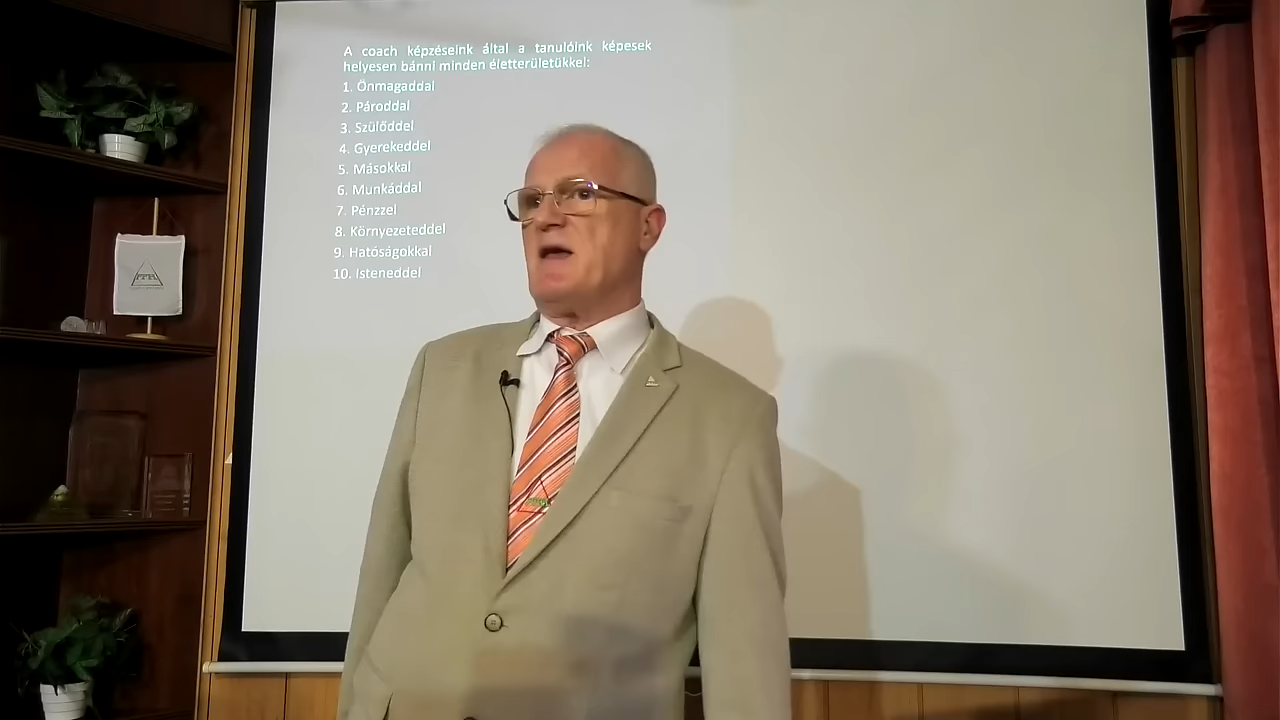 A coach képzéseink által a tanulóink képesek
helyesen bánni minden életterületükkel:
1. Önmagaddal
2. Pároddal
3. Szülőddel
4. Gyerekeddel
5. Másokkal
6. Munkáddal
7. Pénzzel
8. Környezeteddel
9. Hatóságokkal
10. Isteneddel